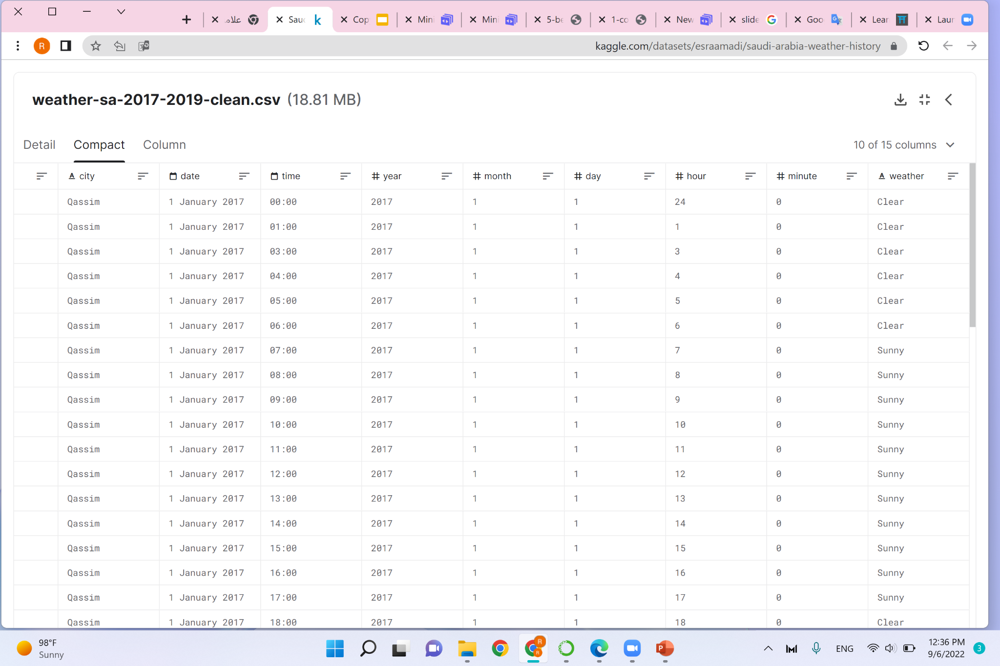 علامـ
Sau
Cop
Mini
Mini
5-be
1-co
New
slide
Goo
Lear
Laur
R
kaggle.com/datasets/esraamadi/saudi-arabia-weather-history
weather-sa-2017-2019-clean.csv (18.81 MB)
Detail Compact Column 10 of 15 columns
city date time year month day hour minute weather
Qassim 1 January 2017 00:00 2017 1 1 24 0 Clear
Qassim 1 January 2017 01:00 2017 1 1 1 0 Clear
Qassim 1 January 2017 03:00 2017 1 1 3 0 Clear
Qassim 1 January 2017 04:00 2017 1 1 4 0 Clear
Qassim 1 January 2017 05:00 2017 1 1 5 0 Clear
Qassim 1 January 2017 06:00 2017 1 1 6 0 Clear
Qassim 1 January 2017 07:00 2017 1 1 7 0 Sunny
Qassim 1 January 2017 08:00 2017 1 1 8 0 Sunny
Qassim 1 January 2017 09:00 2017 1 1 9 0 Sunny
Qassim 1 January 2017 10:00 2017 1 1 10 0 Sunny
Qassim 1 January 2017 11:00 2017 1 1 11 0 Sunny
Qassim 1 January 2017 12:00 2017 1 1 12 0 Sunny
Qassim 1 January 2017 13:00 2017 1 1 13 0 Sunny
Qassim 1 January 2017 14:00 2017 1 1 14 0 Sunny
Qassim 1 January 2017 15:00 2017 1 1 15 0 Sunny
Qassim 1 January 2017 16:00 2017 1 1 16 0 Sunny
Qassim 1 January 2017 17:00 2017 1 1 17 0 Sunny
Qassim 1 January 2017 18:00 2017 1 1 18 0 Clear
98°F
Sunny
ENG
12:36 PM
9/6/2022
3